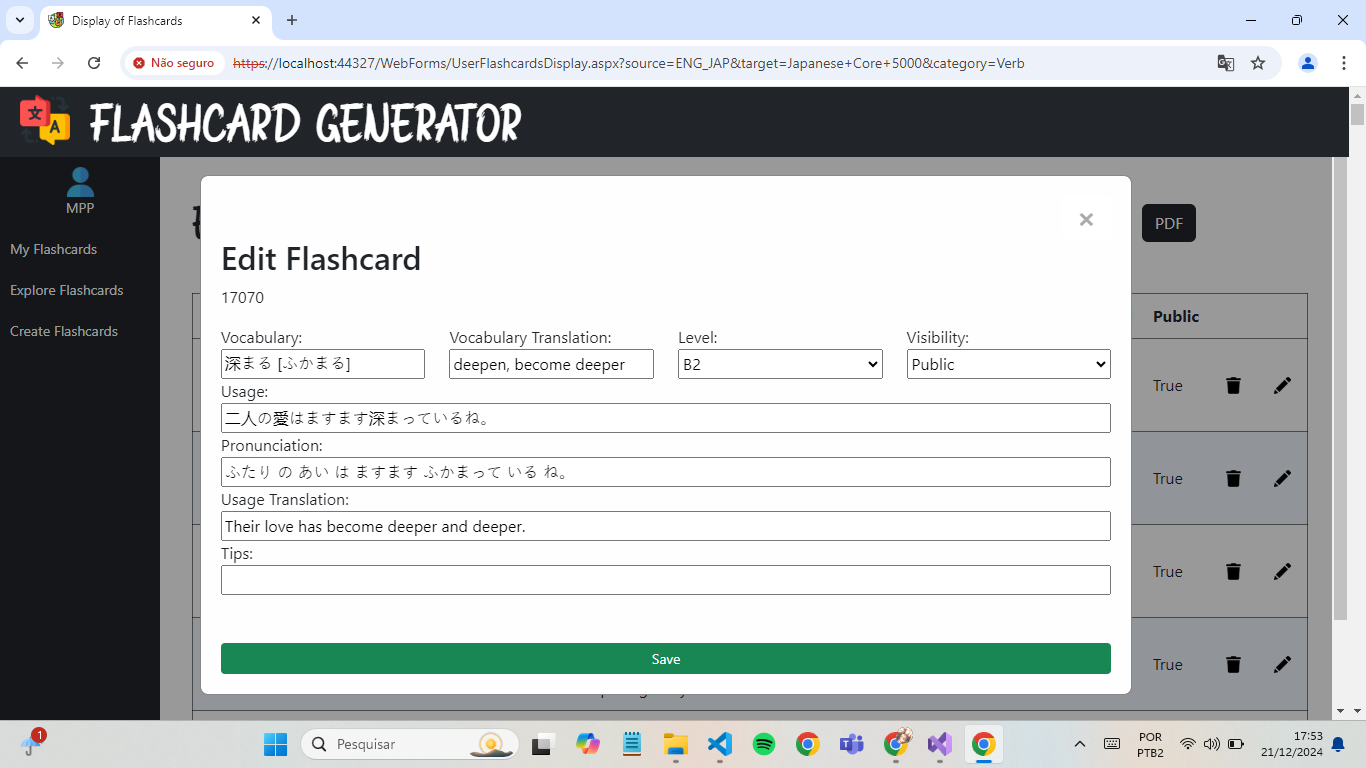 Display of Flashcards
Não seguro
https://localhost:44327/WebForms/UserFlashcardsDisplay.aspx?source=ENG_JAP&target=Japanese+Core+5000&category=Verb
FLASHCARD GENERATOR
MPP
My Flashcards
Explore Flashcards
Create Flashcards
PDF
Edit Flashcard
17070
Vocabulary: Vocabulary Translation: Level: Visibility:
深まる [ふかまる] deepen, become deeper B2 Public
Usage:
二人の愛はますます深まっているね。
Pronunciation:
ふたり の あい は ますます ふかまって いる ね。
Usage Translation:
Their love has become deeper and deeper.
Tips:
Save
Public
True
True
True
True
1
Pesquisar
POR
PTB2
17:53
21/12/2024